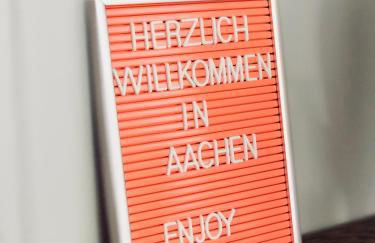 HERZLICH
WILLKOMMEN
IN
AACHEN
ENJOY